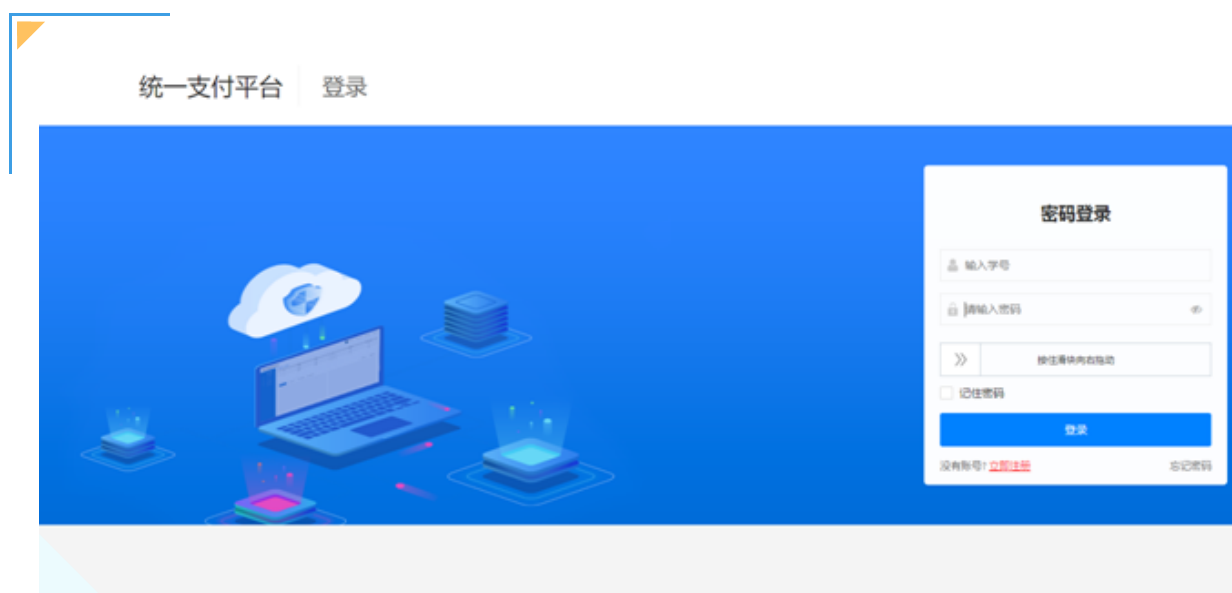 统一支付平台 登录
密码登录
输入学号
请输入密码
按住滑块向右拖动
记住密码
登录
没有账号? 立即注册 忘记密码